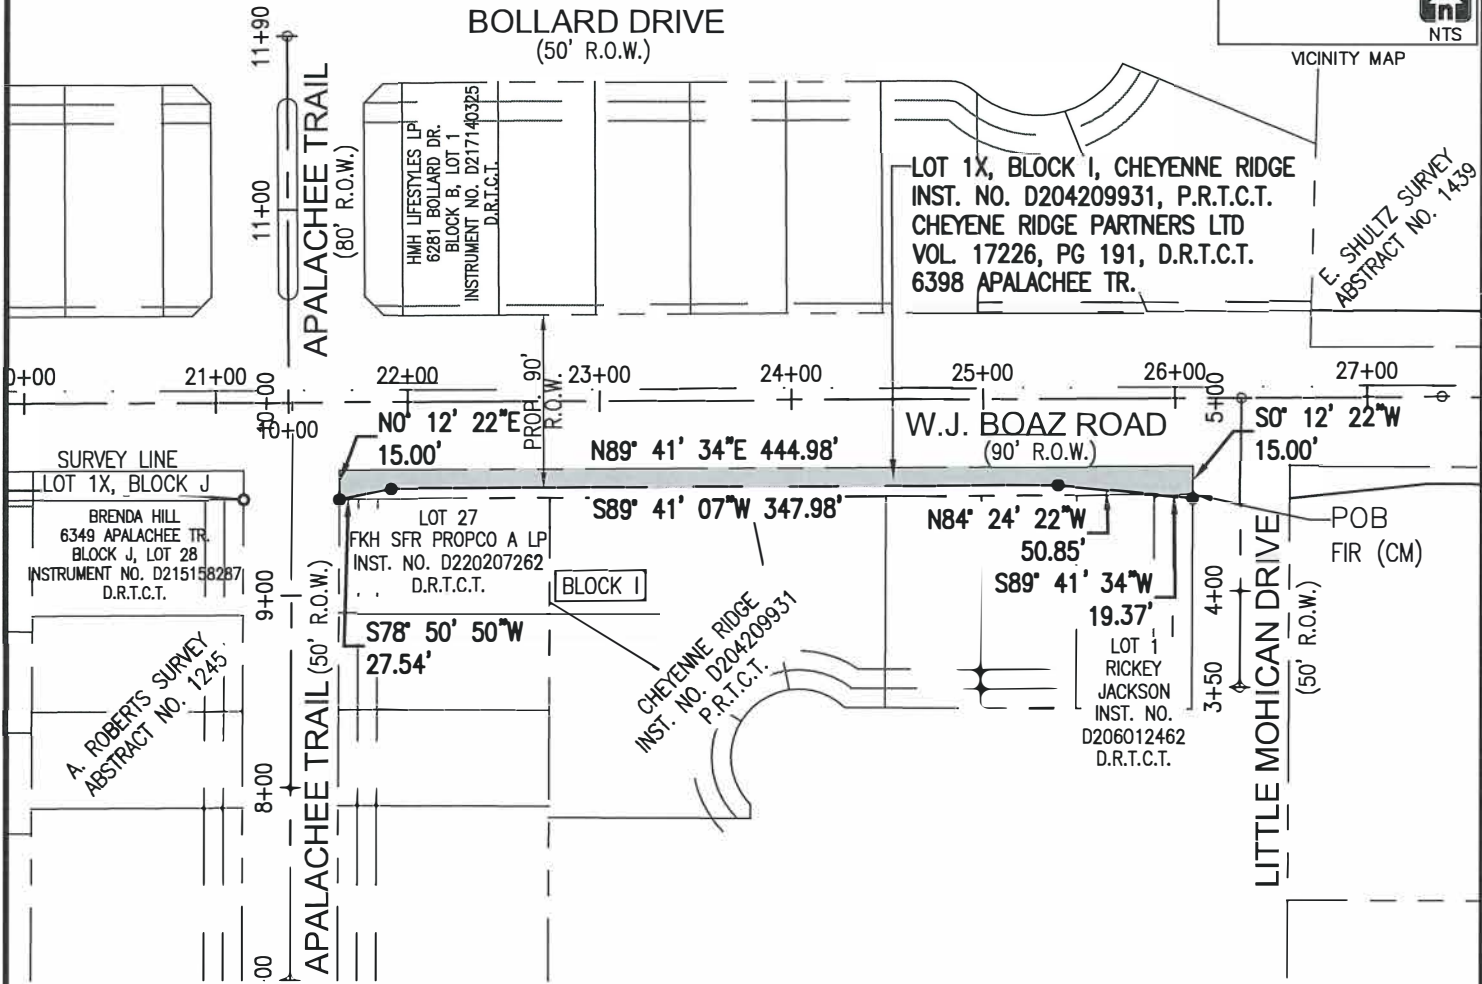 BOLLARD DRIVE
(50' R.O.W.)
n
NTS
VICINITY MAP
11+90
11+00
APALACHEE TRAIL
(80' R.O.W.)
HMH LIFESTYLES LP
6281 BOLLARD DR.
BLOCK B, LOT 1
INSTRUMENT NO. D217140325
D.R.T.C.T.
LOT 1X, BLOCK I, CHEYENNE RIDGE
INST. NO. D204209931, P.R.T.C.T.
CHEYENE RIDGE PARTNERS LTD
VOL. 17226, PG 191, D.R.T.C.T.
6398 APALACHEE TR.
E. SHULTZ SURVEY
ABSTRACT NO. 1439
0+00
21+00
22+00
23+00
24+00
25+00
26+00
27+00
10+00
10+00
5+00
PROP. 90'
R.O.W.
W.J. BOAZ ROAD
(90' R.O.W.)
N0° 12' 22"E
15.00'
N89° 41' 34"E 444.98'
S0° 12' 22"W
15.00'
SURVEY LINE
LOT 1X, BLOCK J
BRENDA HILL
6349 APALACHEE TR.
BLOCK J, LOT 28
INSTRUMENT NO. D215158287
D.R.T.C.T.
LOT 27
FKH SFR PROPCO A LP
INST. NO. D220207262
D.R.T.C.T.
BLOCK I
S89° 41' 07"W 347.98'
N84° 24' 22"W
50.85'
S89° 41' 34"W
19.37'
POB
FIR (CM)
S78° 50' 50"W
27.54'
CHEYENNE RIDGE
INST. NO. D204209931
P.R.T.C.T.
LOT 1
RICKEY
JACKSON
INST. NO.
D206012462
D.R.T.C.T.
A. ROBERTS SURVEY
ABSTRACT NO. 1245
9+00
8+00
00
APALACHEE TRAIL (50' R.O.W.)
4+00
3+50
LITTLE MOHICAN DRIVE
(50' R.O.W.)